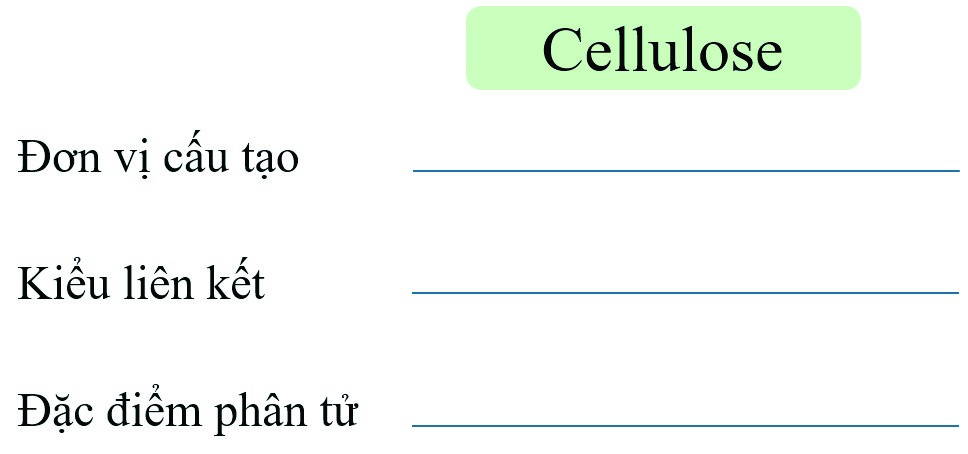 Cellulose
Đơn vị cấu tạo
Kiểu liên kết
Đặc điểm phân tử